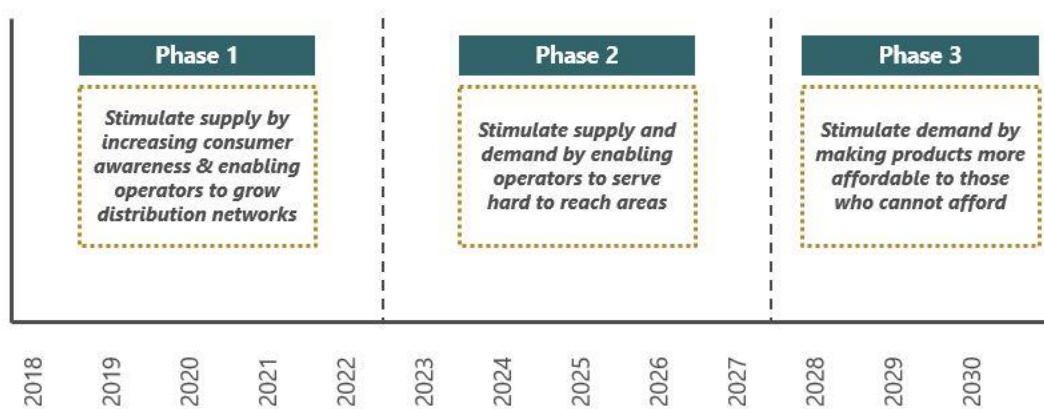 Phase 1
Stimulate supply by
increasing consumer
awareness & enabling
operators to grow
distribution networks
Phase 2
Stimulate supply and
demand by enabling
operators to serve
hard to reach areas
Phase 3
Stimulate demand by
making products more
affordable to those
who cannot afford
2018
2019
2020
2021
2022
2023
2024
2025
2026
2027
2028
2029
2030